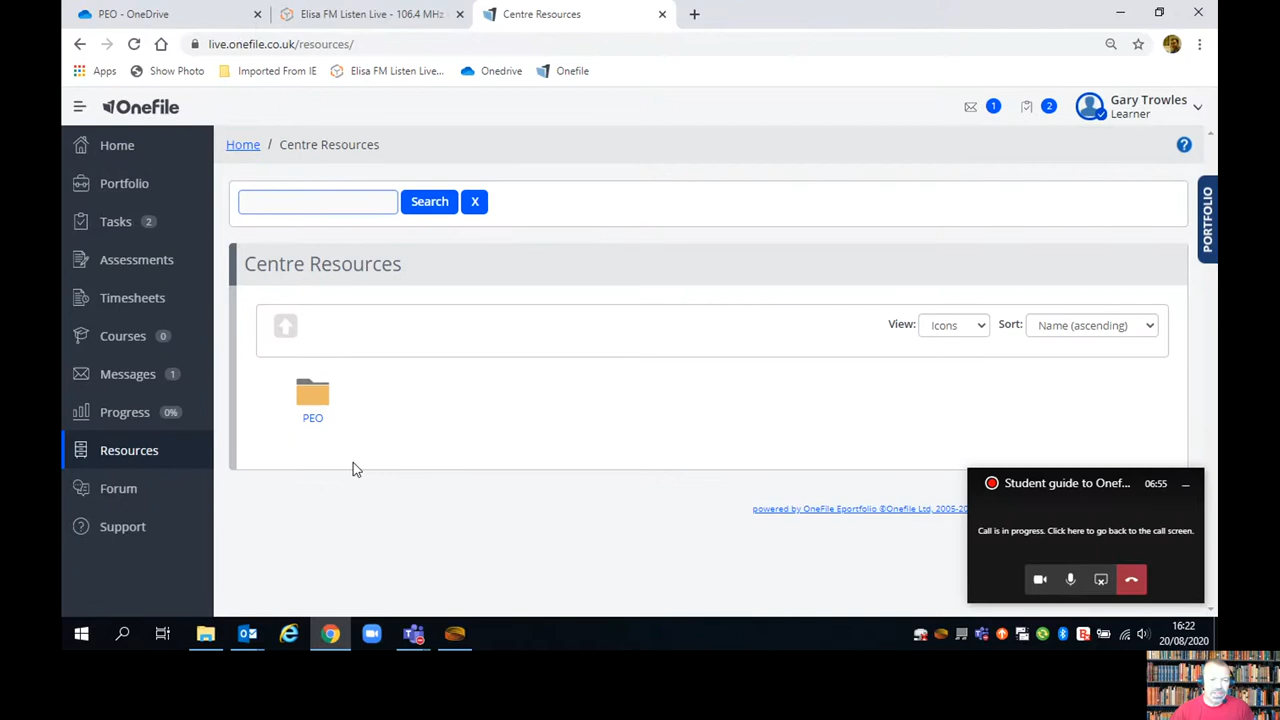 PEO - OneDrive
Elisa FM Listen Live - 106.4 MHz
Centre Resources
live.onefile.co.uk/resources/
Apps
Show Photo
Imported From IE
Elisa FM Listen Live...
Onedrive
Onefile
Onefile
1
2
Gary Trowles
Learner
Home
Portfolio
Tasks 2
Assessments
Timesheets
Courses 0
Messages 1
Progress 0%
Resources
Forum
Support
Home / Centre Resources
Search X
PORTFOLIO
Centre Resources
View: Icons Sort: Name (ascending)
PEO
powered by OneFile Eportfolio ©Onefile Ltd, 2005-20
Student guide to Onef... 06:55
Call is in progress. Click here to go back to the call screen.
16:22
20/08/2020